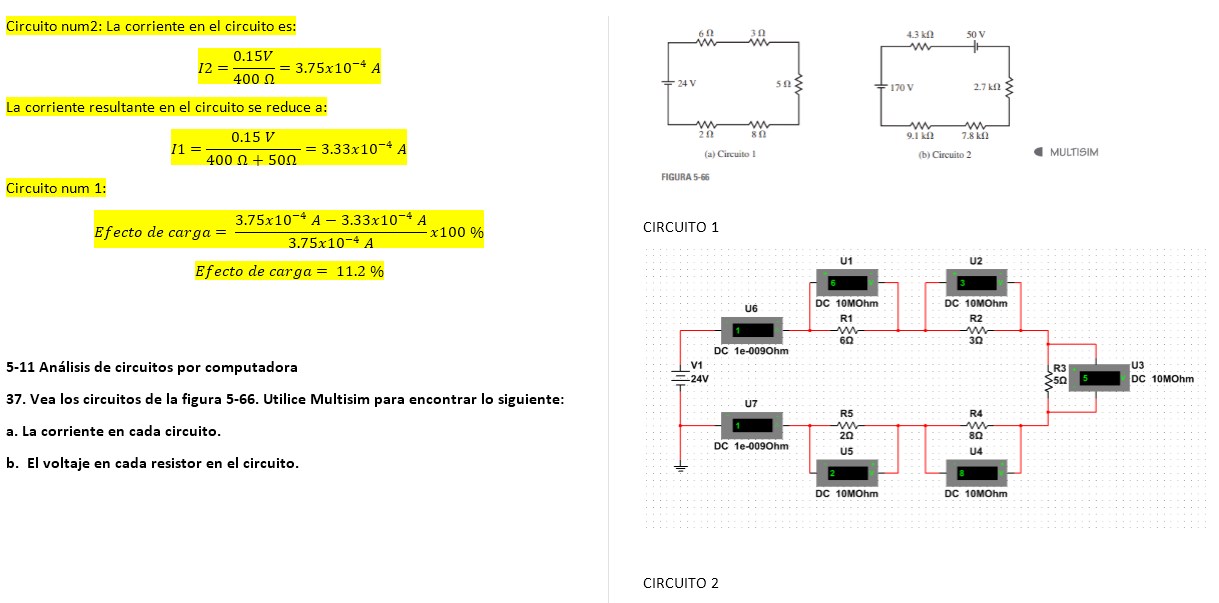 Circuito num2: La corriente en el circuito es:
I2 = 0.15V / 400 Ω = 3.75x10⁻⁴ A
La corriente resultante en el circuito se reduce a:
I1 = 0.15 V / 400 Ω + 50Ω = 3.33x10⁻⁴ A
Circuito num 1:
Efecto de carga = 3.75x10⁻⁴ A − 3.33x10⁻⁴ A / 3.75x10⁻⁴ A x100 %
Efecto de carga = 11.2 %
5-11 Análisis de circuitos por computadora
37. Vea los circuitos de la figura 5-66. Utilice Multisim para encontrar lo siguiente:
a. La corriente en cada circuito.
b. El voltaje en cada resistor en el circuito.
6 Ω 3 Ω
24 V 5 Ω
2 Ω 8 Ω
(a) Circuito 1
4.3 kΩ 50 V
170 V 2.7 kΩ
9.1 kΩ 7.8 kΩ
(b) Circuito 2
MULTISIM
FIGURA 5-66
CIRCUITO 1
U1 U2
6 3
DC 10MOhm DC 10MOhm
U6 R1 R2
1 6Ω 3Ω
DC 1e-009Ohm
V1
24V
R3
5Ω
5
U3
DC 10MOhm
U7 R5 R4
1 2Ω 8Ω
DC 1e-009Ohm U5 U4
2 8
DC 10MOhm DC 10MOhm
CIRCUITO 2